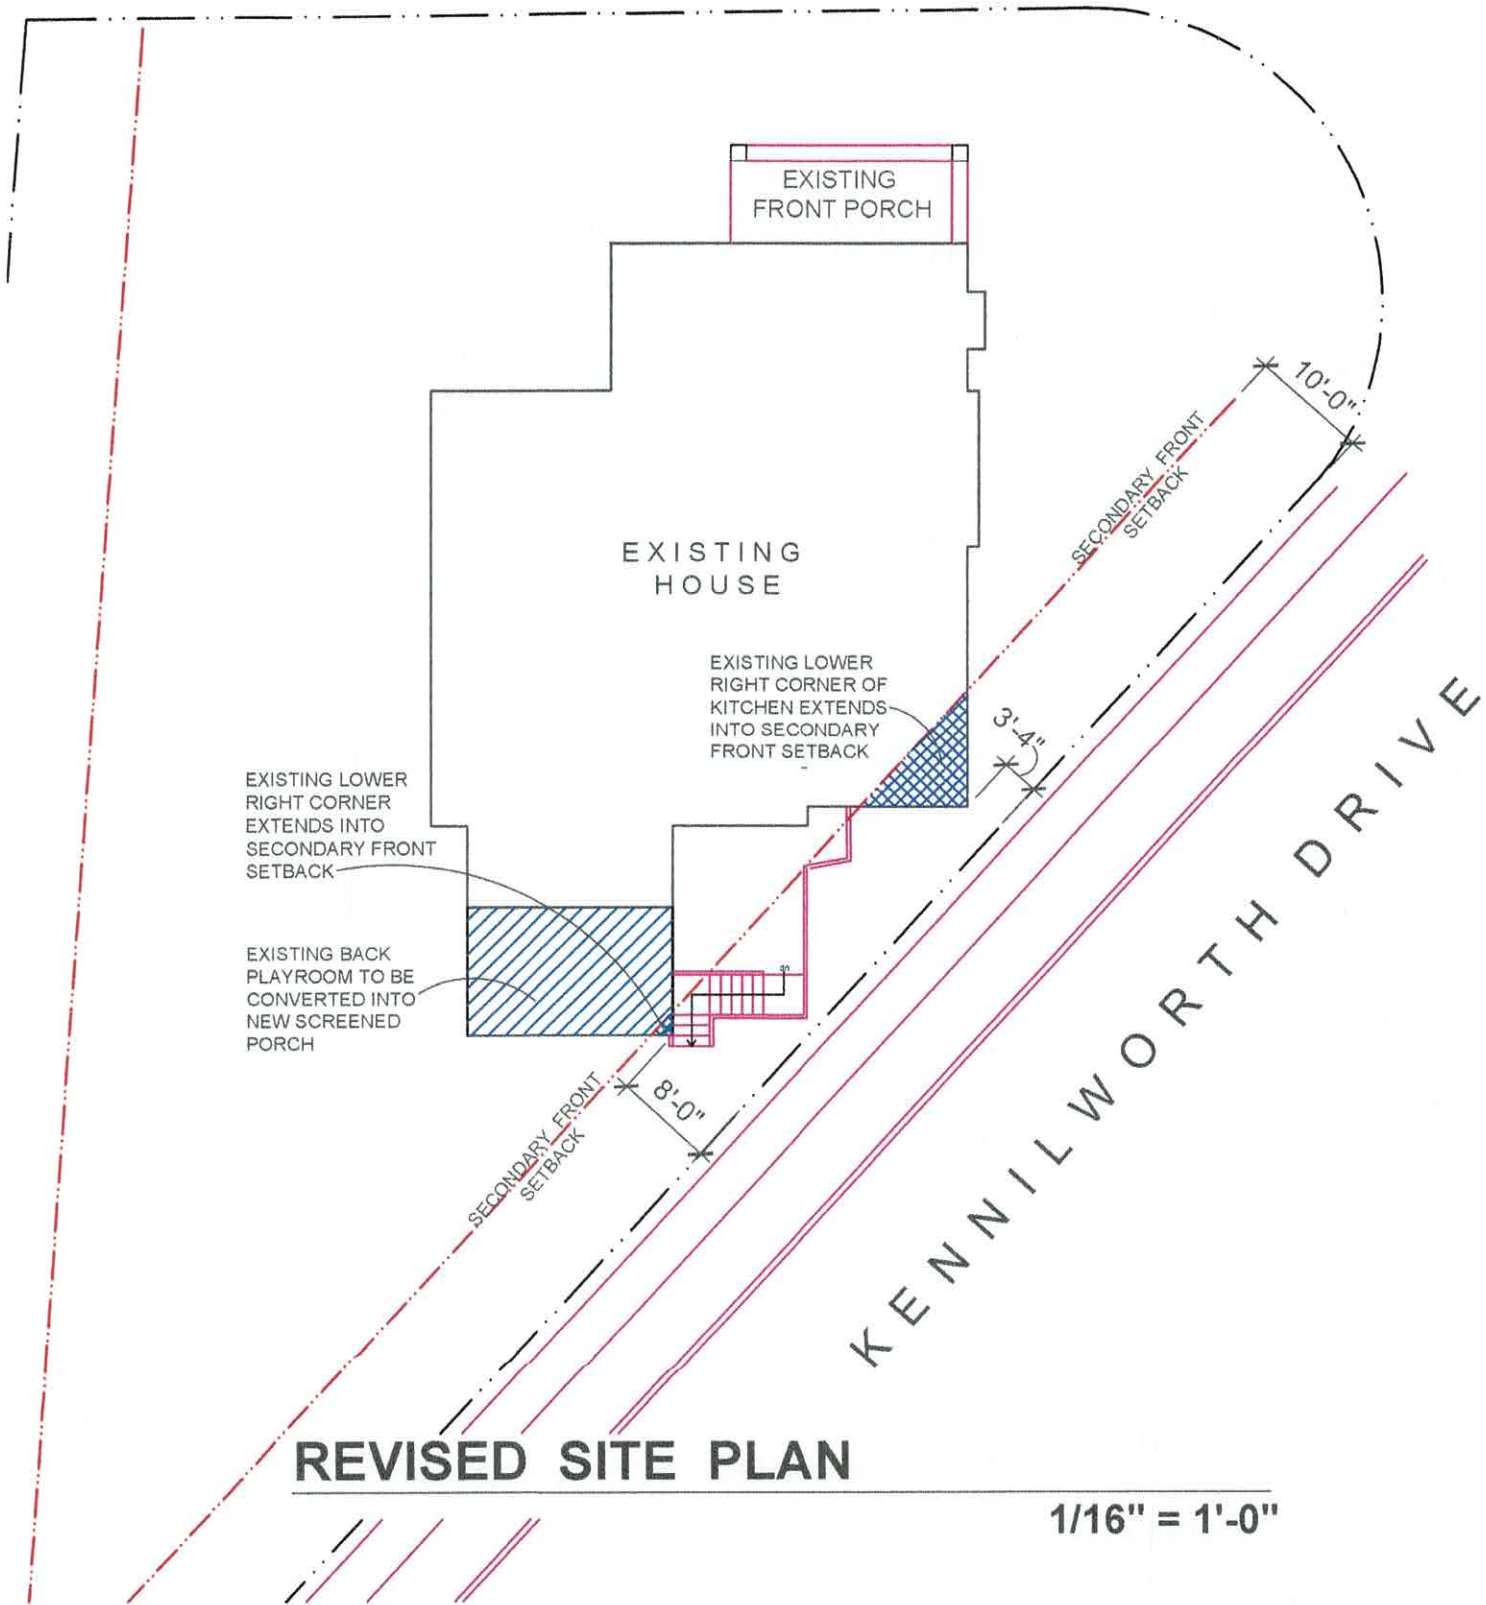 EXISTING
FRONT PORCH
10'-0"
SECONDARY FRONT
SETBACK
EXISTING
HOUSE
EXISTING LOWER
RIGHT CORNER OF
KITCHEN EXTENDS
INTO SECONDARY
FRONT SETBACK
3'-4"
EXISTING LOWER
RIGHT CORNER
EXTENDS INTO
SECONDARY FRONT
SETBACK
EXISTING BACK
PLAYROOM TO BE
CONVERTED INTO
NEW SCREENED
PORCH
8'-0"
SECONDARY FRONT
SETBACK
KENNILWORTH DRIVE
REVISED SITE PLAN
1/16" = 1'-0"